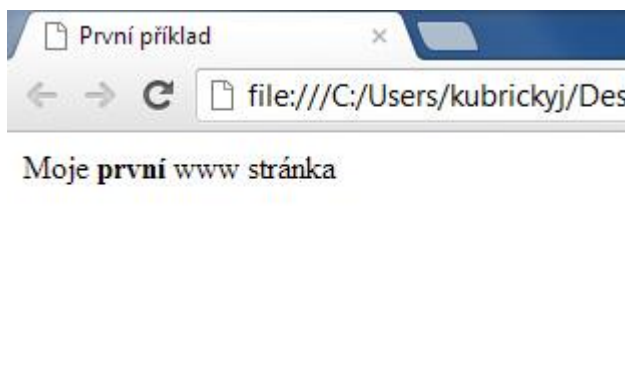 První příklad
file:///C:/Users/kubrickyj/Des
Moje první www stránka